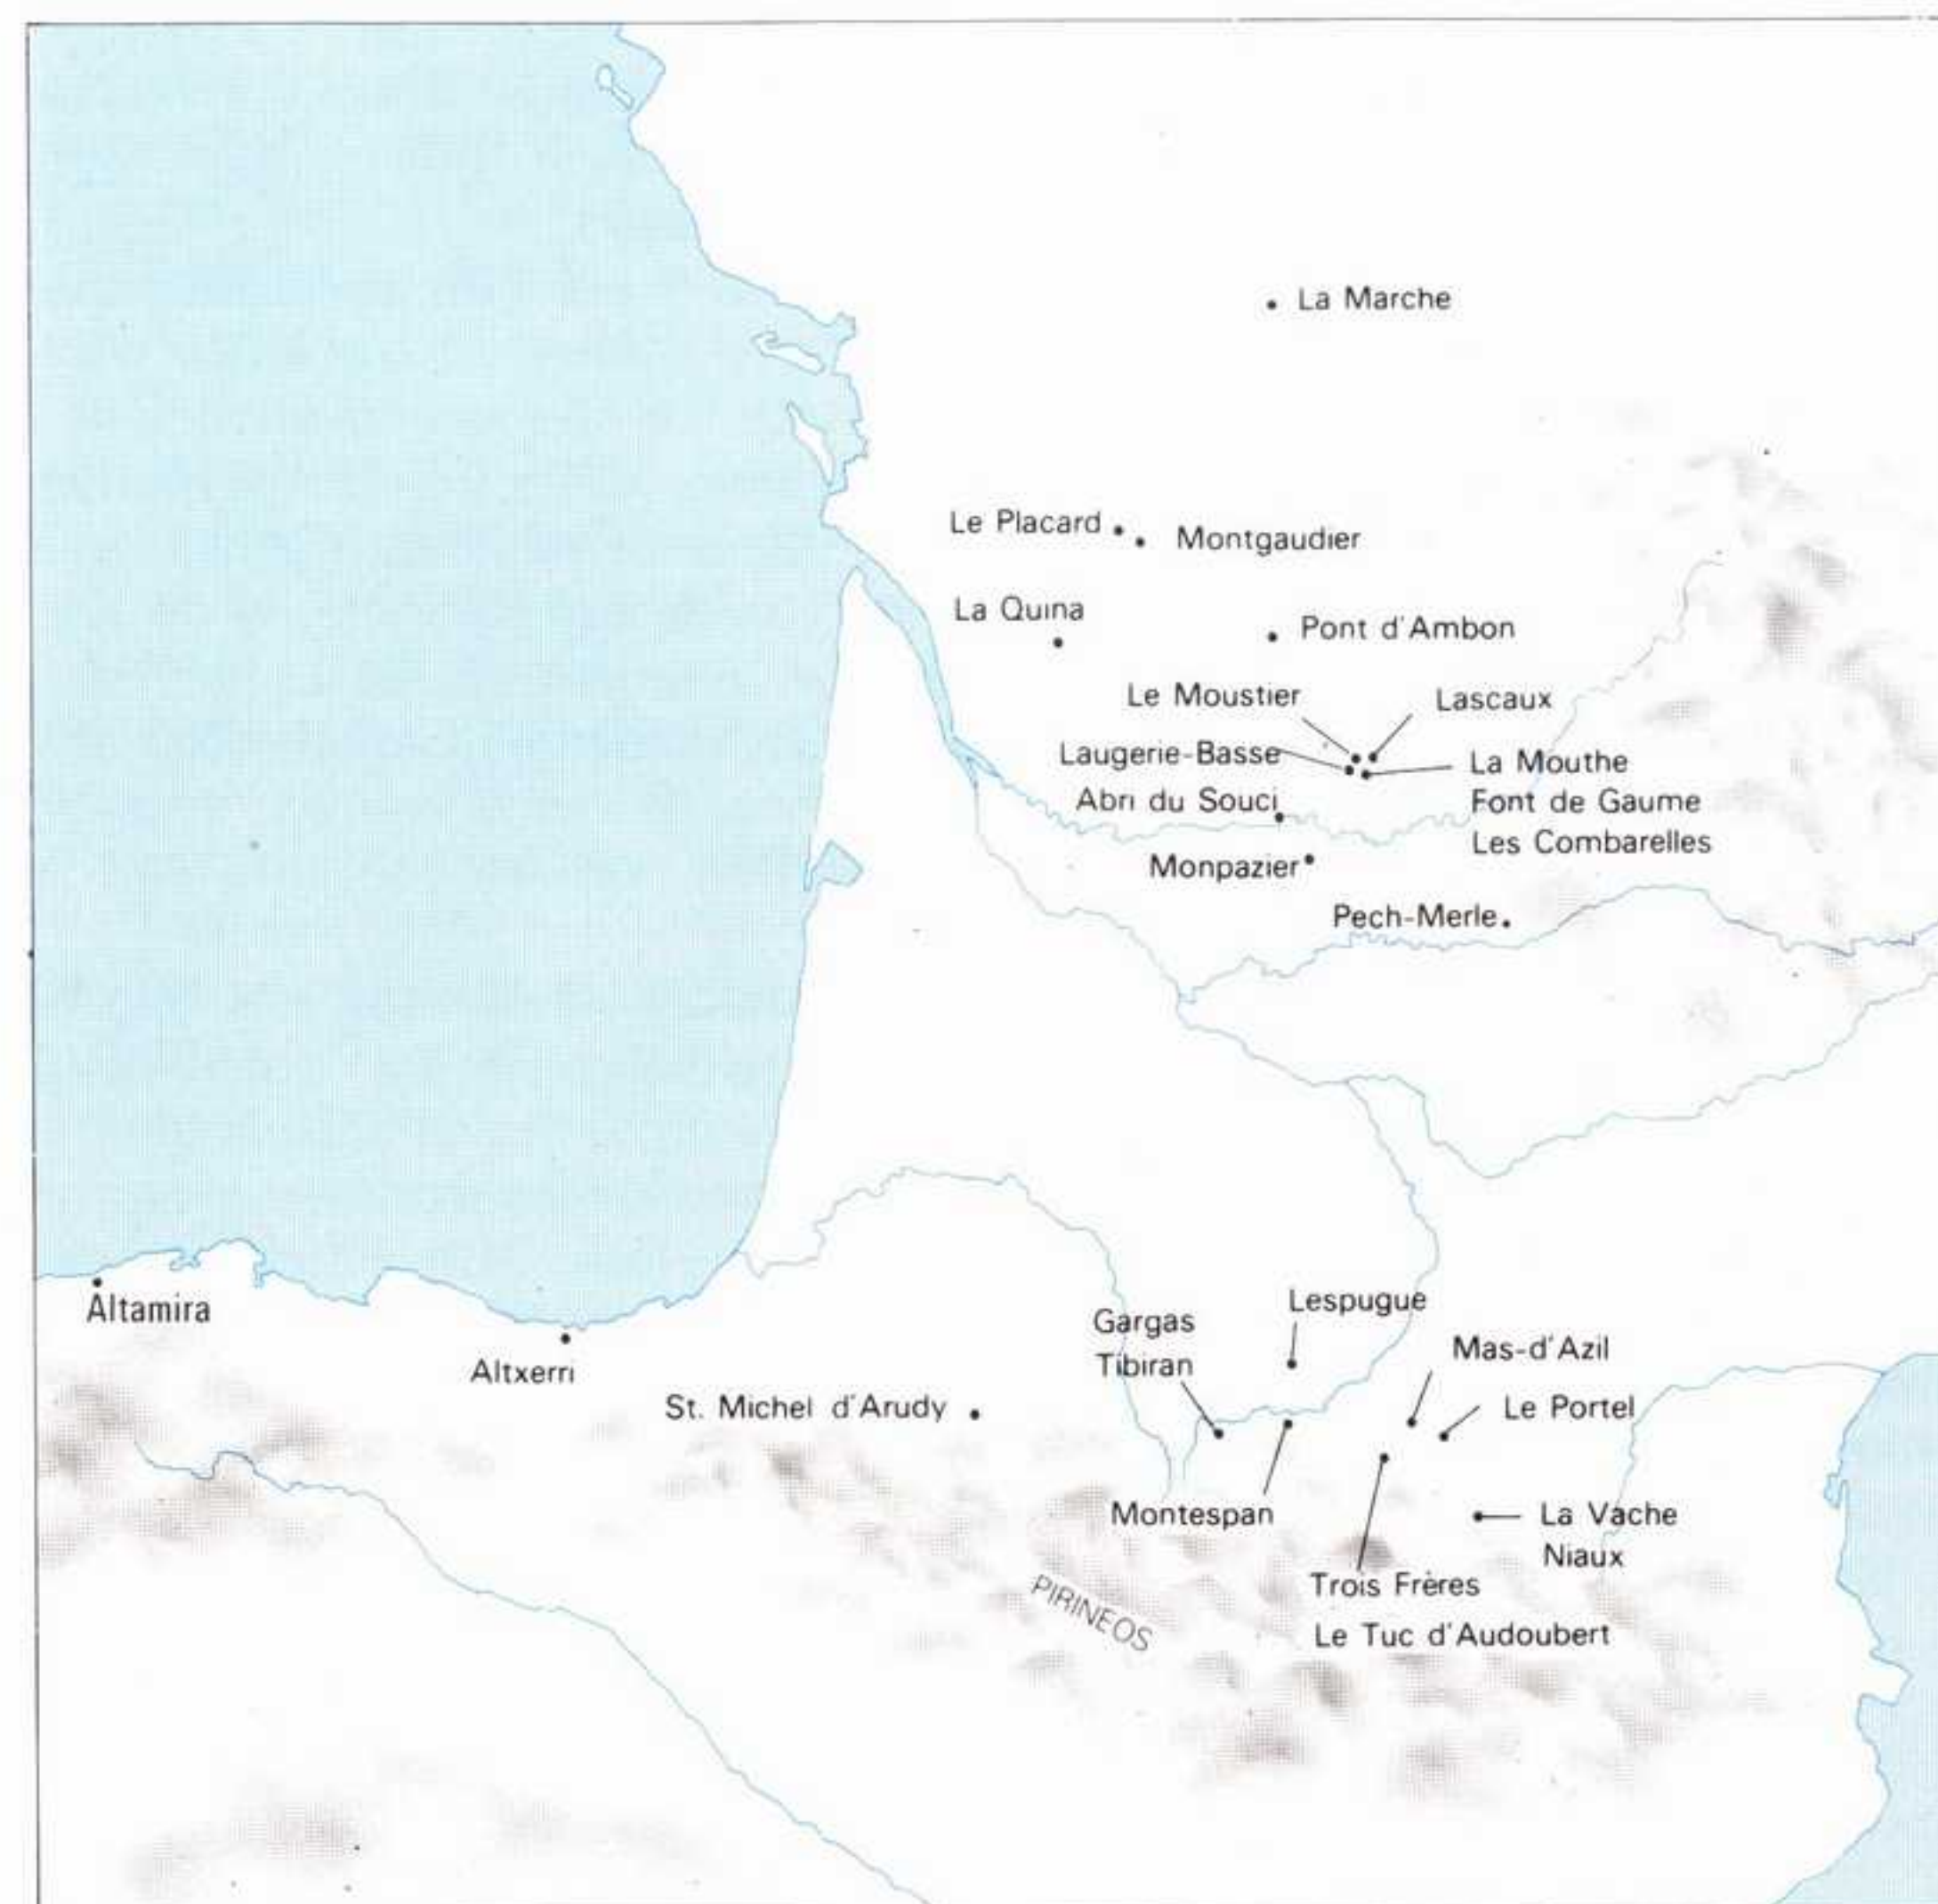 La Marche
Le Placard
Montgaudier
La Quina
Pont d'Ambon
Le Moustier
Lascaux
Laugerie-Basse
La Mouthe
Abri du Souci
Font de Gaume
Les Combarelles
Monpazier
Pech-Merle
Altamira
Altxerri
Lespugue
Gargas
Tibiran
Mas-d'Azil
St. Michel d'Arudy
Le Portel
Montespan
La Vache
Niaux
Trois Frères
PIRINEOS
Le Tuc d'Audoubert